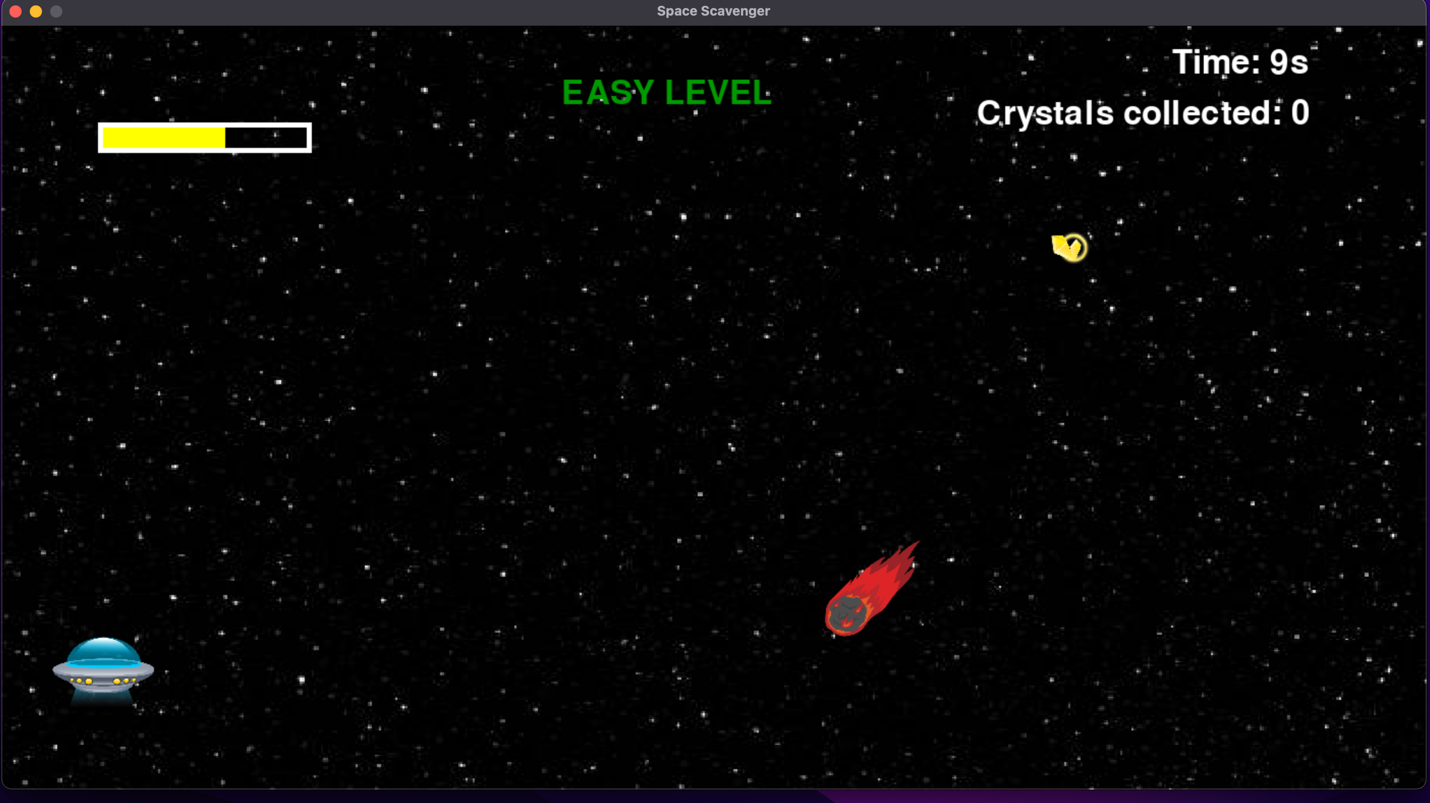 Space Scavenger
Time: 9s
EASY LEVEL
Crystals collected: 0